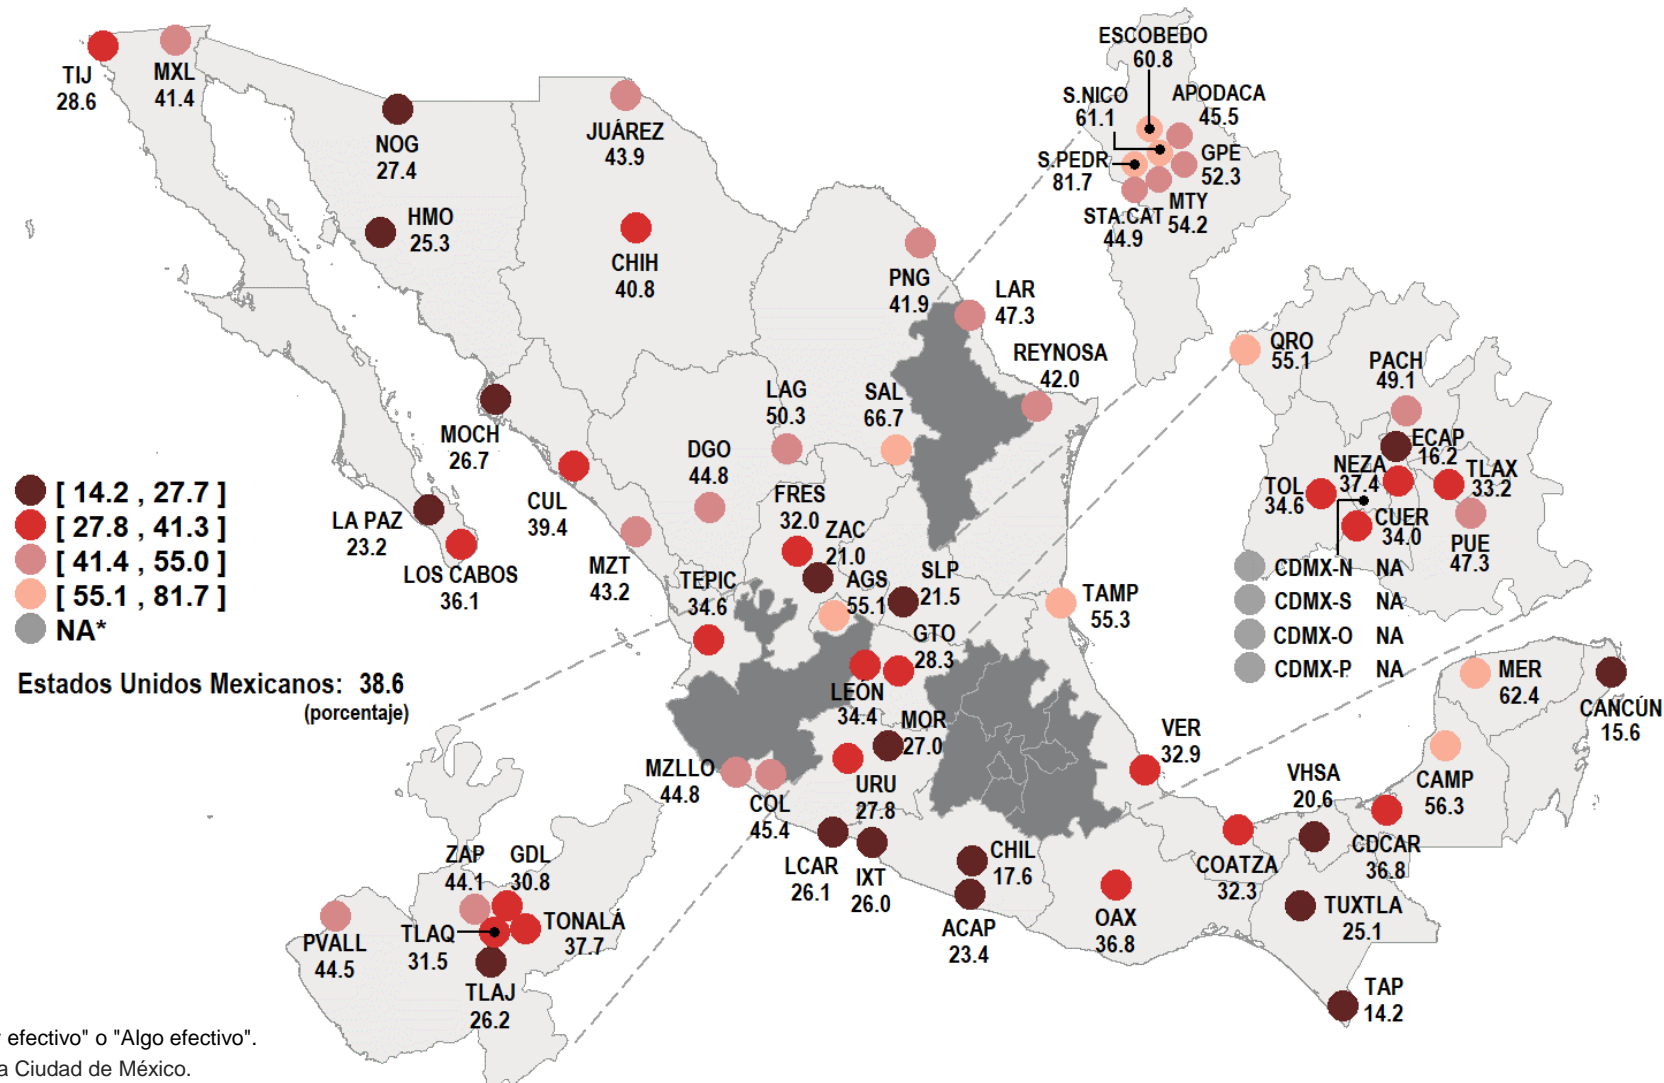 ESCOBEDO
60.8
S.NICO
61.1
APODACA
45.5
S.PEDR
81.7
GPE
52.3
MTY
54.2
STA.CAT
44.9
TIJ
28.6
MXL
41.4
NOG
27.4
JUÁREZ
43.9
HMO
25.3
CHIH
40.8
PNG
41.9
LAR
47.3
REYNOSA
42.0
QRO
55.1
PACH
49.1
LAG
50.3
SAL
66.7
MOCH
26.7
DGO
44.8
ECAP
16.2
NEZA
37.4
TLAX
33.2
TOL
34.6
CUER
34.0
PUE
47.3
CDMX-N NA
CDMX-S NA
CDMX-O NA
CDMX-P NA
[ 14.2 , 27.7 ]
[ 27.8 , 41.3 ]
[ 41.4 , 55.0 ]
[ 55.1 , 81.7 ]
NA*
Estados Unidos Mexicanos: 38.6
(porcentaje)
LA PAZ
23.2
LOS CABOS
36.1
CUL
39.4
MZT
43.2
FRES
32.0
ZAC
21.0
TEPIC
34.6
AGS
55.1
SLP
21.5
TAMP
55.3
GTO
28.3
LEÓN
34.4
MOR
27.0
URU
27.8
MZLLO
44.8
COL
45.4
LCAR
26.1
IXT
26.0
CHIL
17.6
ACAP
23.4
VER
32.9
OAX
36.8
COATZA
32.3
VHSA
20.6
CDCAR
36.8
TUXTLA
25.1
TAP
14.2
MER
62.4
CAMP
56.3
CANCÚN
15.6
ZAP
44.1
GDL
30.8
PVALL
44.5
TLAQ
31.5
TONALÁ
37.7
TLAJ
26.2
efectivo" o "Algo efectivo".
a Ciudad de México.